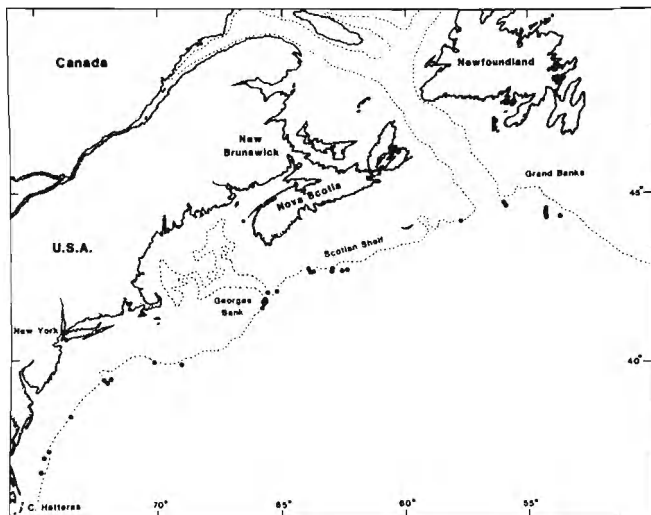 Canada
Newfoundland
New
Brunswick
Nova Scotia
Grand Banks
45°
U.S.A.
Scotian Shelf
Georges
Bank
New York
40°
C. Hatteras
70°
65°
60°
55°